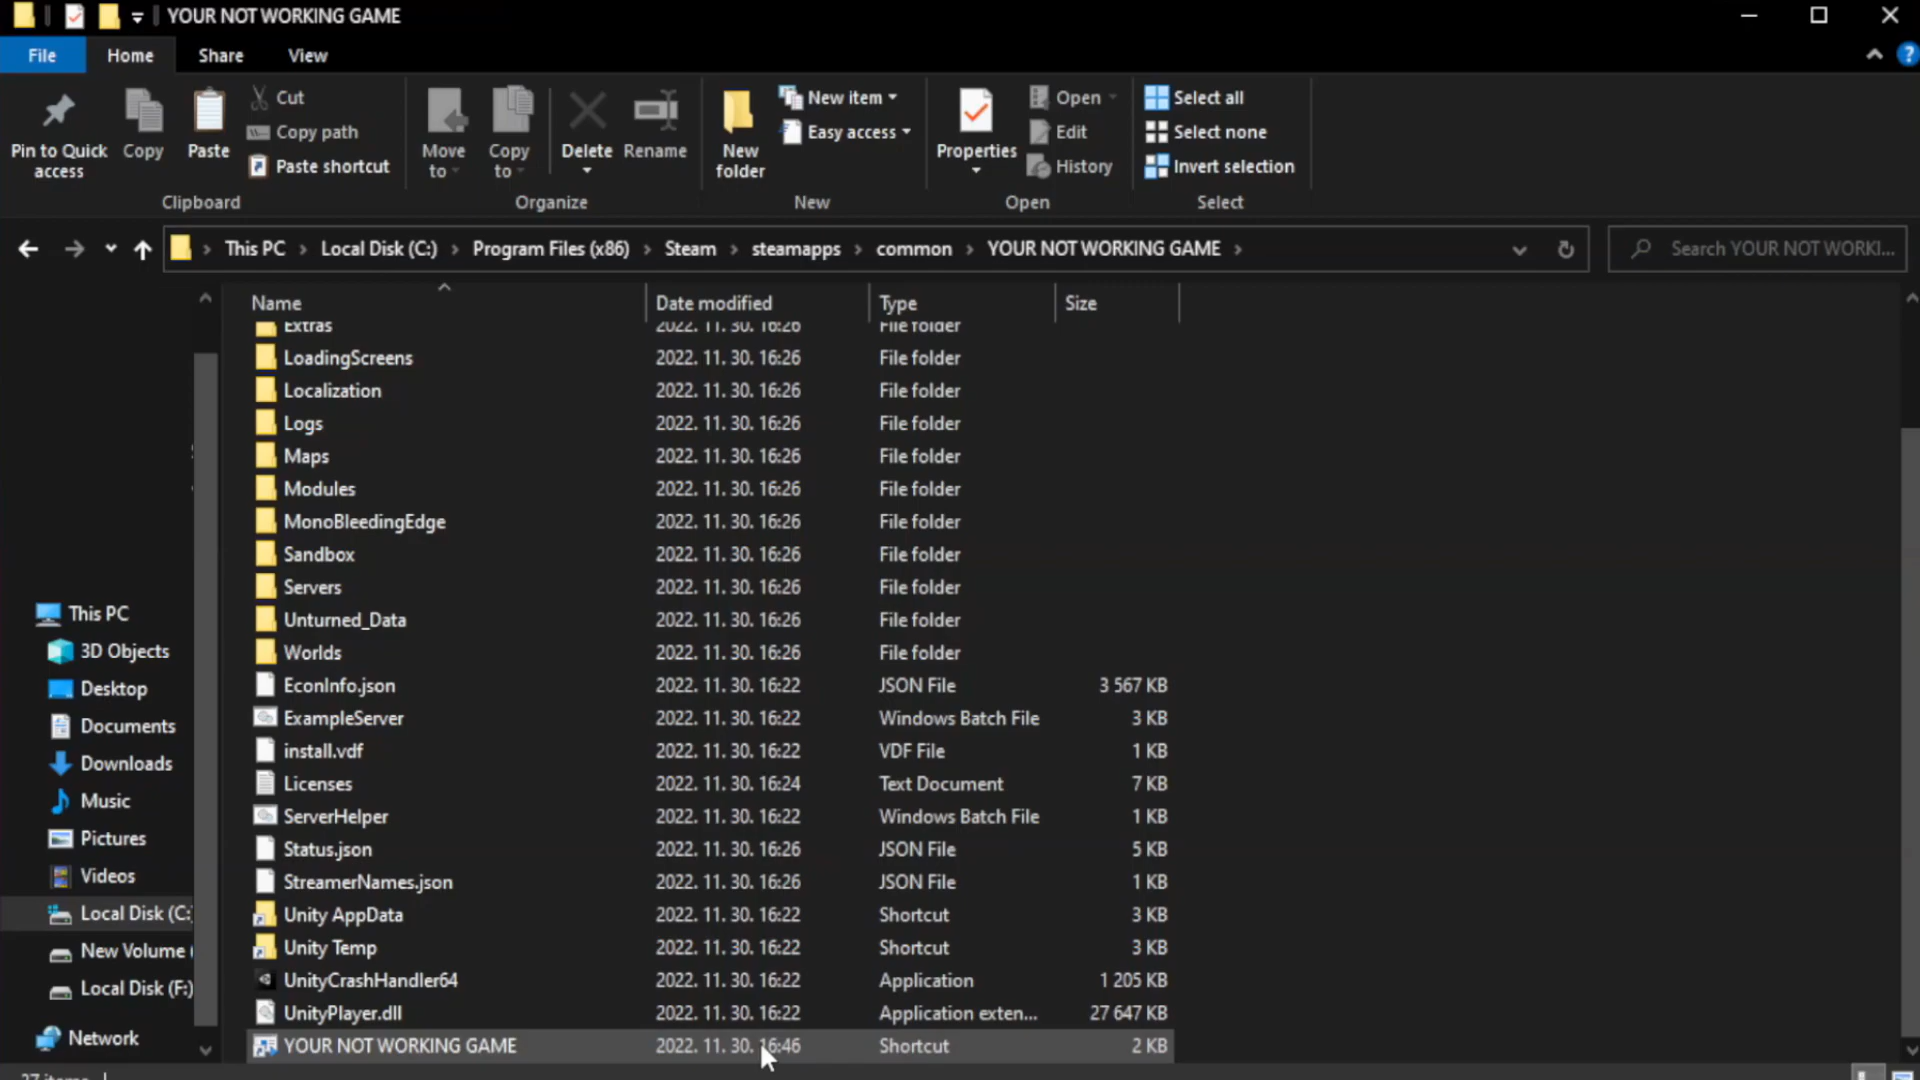 YOUR NOT WORKING GAME
File Home Share View
Pin to Quick access
Copy
Paste
Cut
Copy path
Paste shortcut
Clipboard
Move to
Copy to
Delete
Rename
Organize
New folder
New item
Easy access
New
Properties
Open
Edit
History
Open
Select all
Select none
Invert selection
Select
This PC > Local Disk (C:) > Program Files (x86) > Steam > steamapps > common > YOUR NOT WORKING GAME >
Search YOUR NOT WORKI...
Name Date modified Type Size
Extras 2022. 11. 30. 16:26 File folder
LoadingScreens 2022. 11. 30. 16:26 File folder
Localization 2022. 11. 30. 16:26 File folder
Logs 2022. 11. 30. 16:26 File folder
Maps 2022. 11. 30. 16:26 File folder
Modules 2022. 11. 30. 16:26 File folder
MonoBleedingEdge 2022. 11. 30. 16:26 File folder
Sandbox 2022. 11. 30. 16:26 File folder
Servers 2022. 11. 30. 16:26 File folder
Unturned_Data 2022. 11. 30. 16:26 File folder
Worlds 2022. 11. 30. 16:26 File folder
EconInfo.json 2022. 11. 30. 16:22 JSON File 3 567 KB
ExampleServer 2022. 11. 30. 16:22 Windows Batch File 3 KB
install.vdf 2022. 11. 30. 16:22 VDF File 1 KB
Licenses 2022. 11. 30. 16:24 Text Document 7 KB
ServerHelper 2022. 11. 30. 16:22 Windows Batch File 1 KB
Status.json 2022. 11. 30. 16:26 JSON File 5 KB
StreamerNames.json 2022. 11. 30. 16:26 JSON File 1 KB
Unity AppData 2022. 11. 30. 16:22 Shortcut 3 KB
Unity Temp 2022. 11. 30. 16:22 Shortcut 3 KB
UnityCrashHandler64 2022. 11. 30. 16:22 Application 1 205 KB
UnityPlayer.dll 2022. 11. 30. 16:22 Application exten... 27 647 KB
YOUR NOT WORKING GAME 2022. 11. 30. 16:46 Shortcut 2 KB
This PC
3D Objects
Desktop
Documents
Downloads
Music
Pictures
Videos
Local Disk (C:
New Volume (
Local Disk (F:)
Network